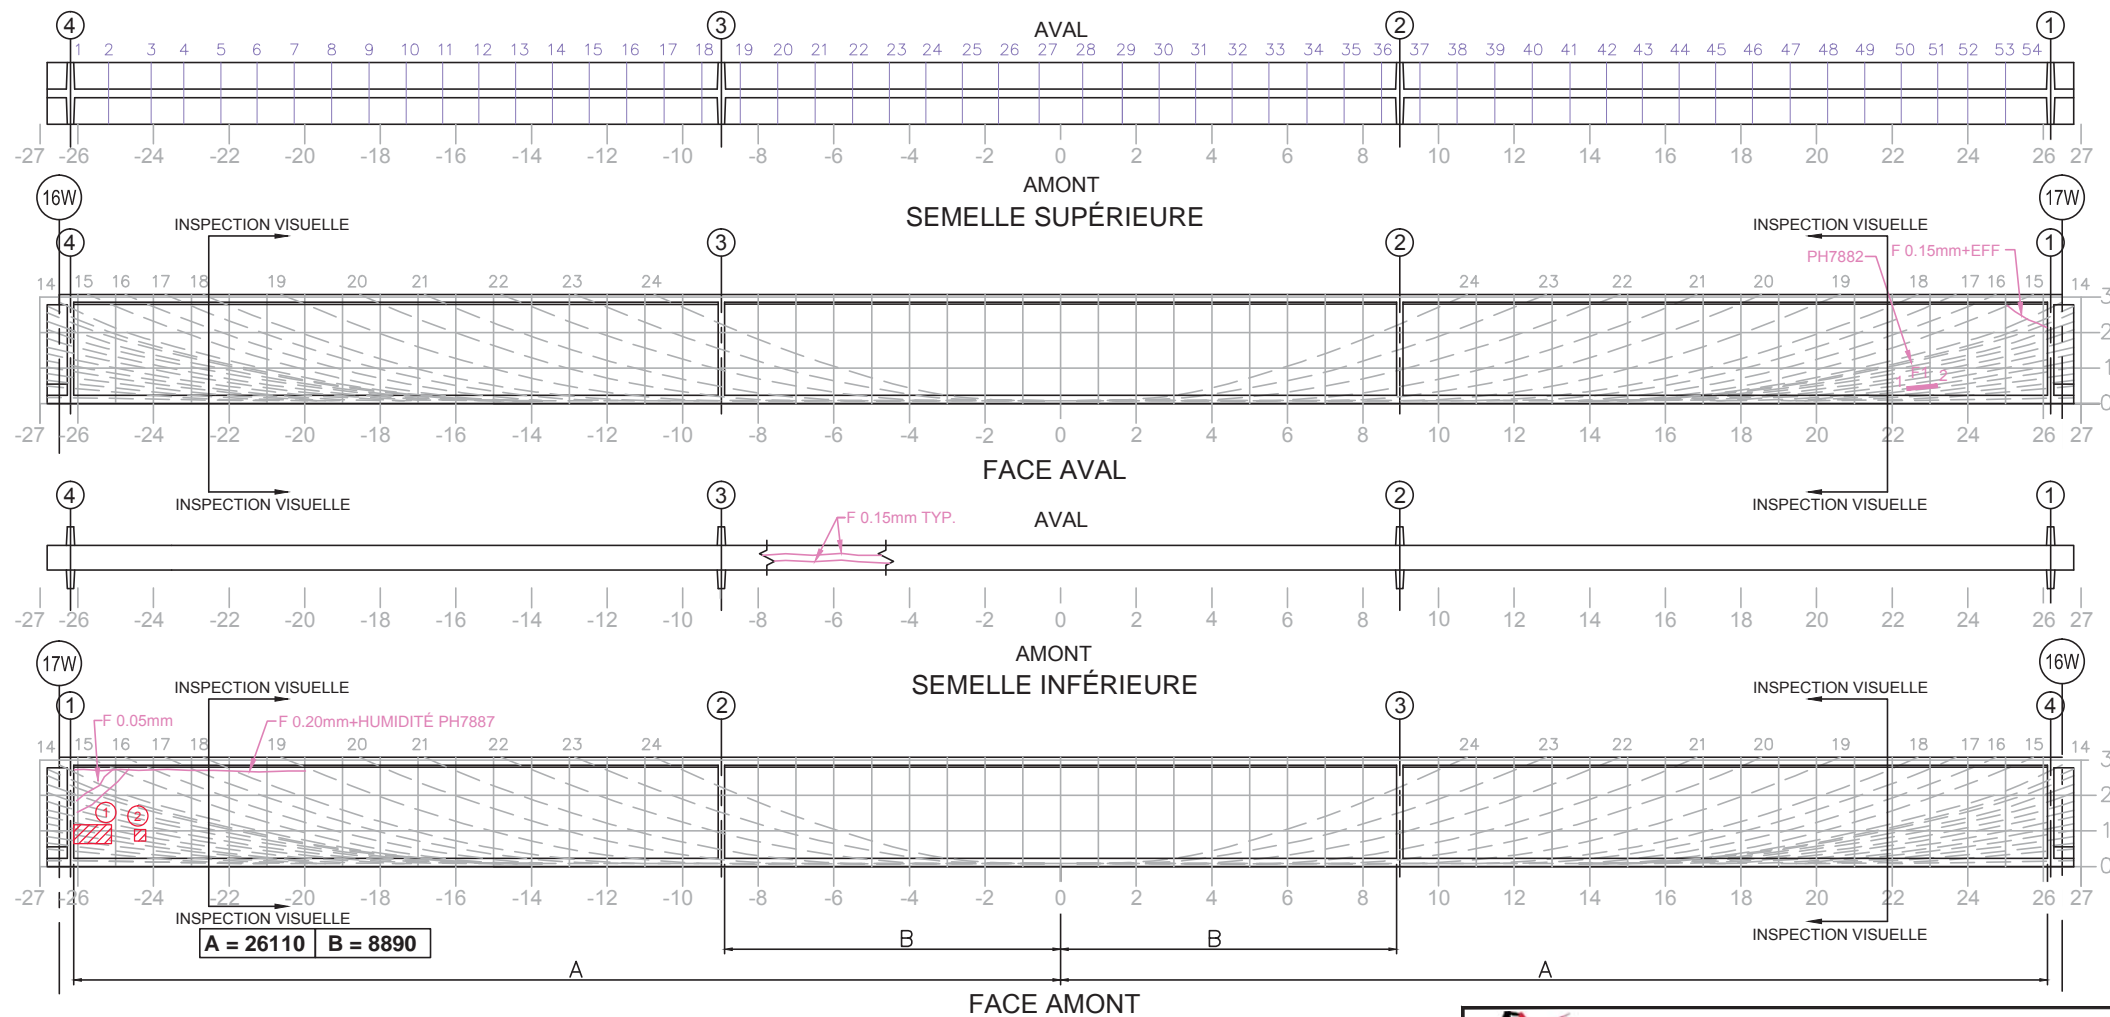 4 3 AVAL 2 1
1 2 3 4 5 6 7 8 9 10 11 12 13 14 15 16 17 18 19 20 21 22 23 24 25 26 27 28 29 30 31 32 33 34 35 36 37 38 39 40 41 42 43 44 45 46 47 48 49 50 51 52 53 54
-27 -26 -24 -22 -20 -18 -16 -14 -12 -10 -8 -6 -4 -2 0 2 4 6 8 10 12 14 16 18 20 22 24 26 27
AMONT
SEMELLE SUPÉRIEURE
16W 17W
INSPECTION VISUELLE INSPECTION VISUELLE
4 3 2 1
PH7882 F 0.15mm+EFF
14 15 16 17 18 19 20 21 22 23 24 24 23 22 21 20 19 18 17 16 15 14
3
2
1
0
1 F1 2
-27 -26 -24 -22 -20 -18 -16 -14 -12 -10 -8 -6 -4 -2 0 2 4 6 8 10 12 14 16 18 20 22 24 26 27
FACE AVAL
INSPECTION VISUELLE INSPECTION VISUELLE
4 3 2 1
F 0.15mm TYP. AVAL
-27 -26 -24 -22 -20 -18 -16 -14 -12 -10 -8 -6 -4 -2 0 2 4 6 8 10 12 14 16 18 20 22 24 26 27
AMONT
SEMELLE INFÉRIEURE
17W 16W
INSPECTION VISUELLE INSPECTION VISUELLE
1 2 3 4
F 0.05mm F 0.20mm+HUMIDITÉ PH7887
14 15 16 17 18 19 20 21 22 23 24 24 23 22 21 20 19 18 17 16 15 14
3
2
1
0
1 2
-27 -26 -24 -22 -20 -18 -16 -14 -12 -10 -8 -6 -4 -2 0 2 4 6 8 10 12 14 16 18 20 22 24 26 27
INSPECTION VISUELLE INSPECTION VISUELLE
A = 26110 B = 8890
B B
A A
FACE AMONT